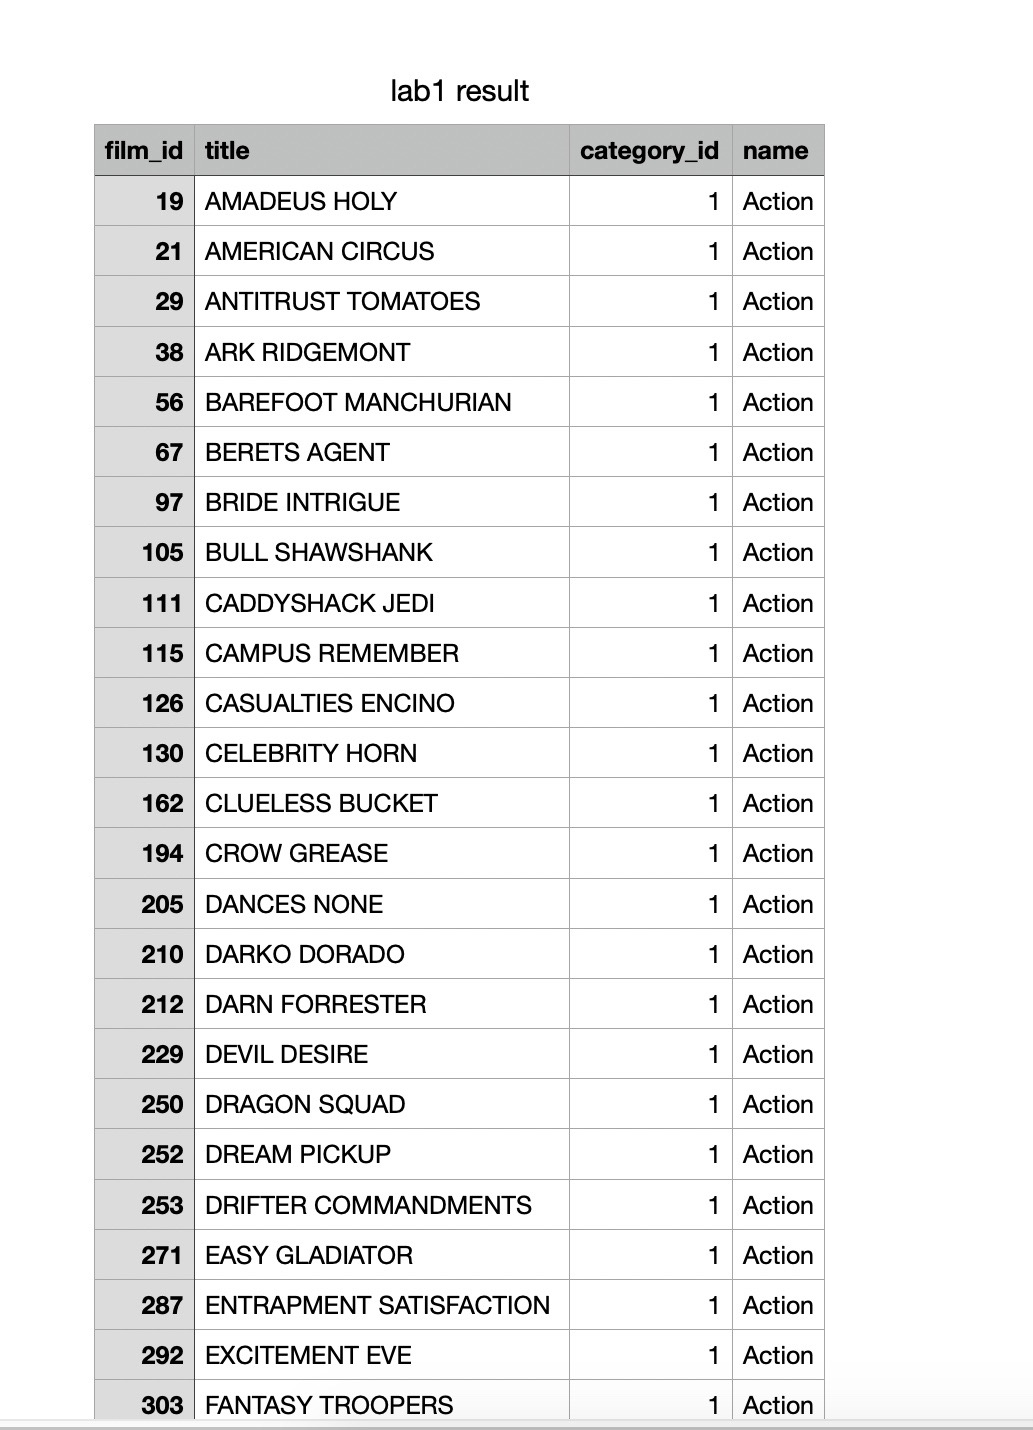 lab1 result
film_id title category_id name
19 AMADEUS HOLY 1 Action
21 AMERICAN CIRCUS 1 Action
29 ANTITRUST TOMATOES 1 Action
38 ARK RIDGEMONT 1 Action
56 BAREFOOT MANCHURIAN 1 Action
67 BERETS AGENT 1 Action
97 BRIDE INTRIGUE 1 Action
105 BULL SHAWSHANK 1 Action
111 CADDYSHACK JEDI 1 Action
115 CAMPUS REMEMBER 1 Action
126 CASUALTIES ENCINO 1 Action
130 CELEBRITY HORN 1 Action
162 CLUELESS BUCKET 1 Action
194 CROW GREASE 1 Action
205 DANCES NONE 1 Action
210 DARKO DORADO 1 Action
212 DARN FORRESTER 1 Action
229 DEVIL DESIRE 1 Action
250 DRAGON SQUAD 1 Action
252 DREAM PICKUP 1 Action
253 DRIFTER COMMANDMENTS 1 Action
271 EASY GLADIATOR 1 Action
287 ENTRAPMENT SATISFACTION 1 Action
292 EXCITEMENT EVE 1 Action
303 FANTASY TROOPERS 1 Action